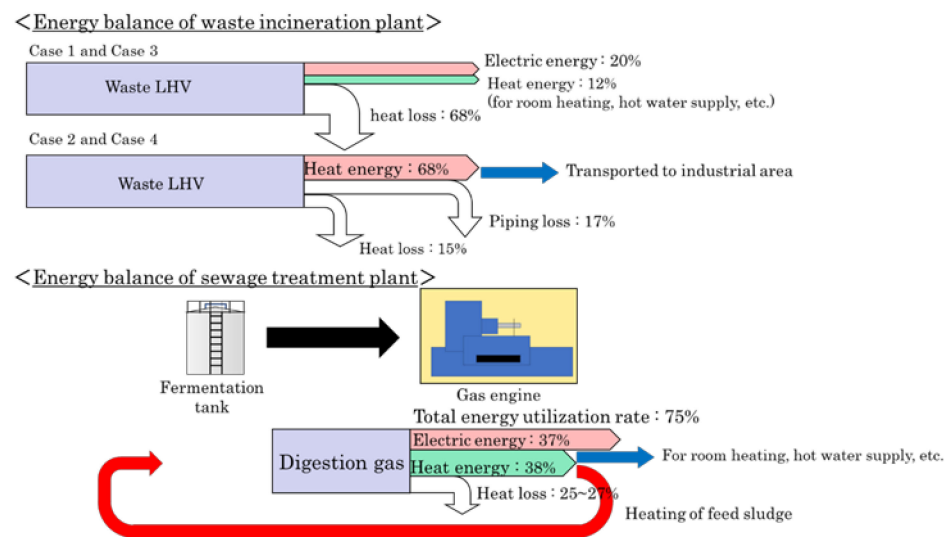 ＜Energy balance of waste incineration plant＞
Case 1 and Case 3
Waste LHV
Electric energy : 20%
Heat energy : 12%
(for room heating, hot water supply, etc.)
heat loss : 68%
Case 2 and Case 4
Waste LHV
Heat energy : 68%
Transported to industrial area
Piping loss : 17%
Heat loss : 15%
＜Energy balance of sewage treatment plant＞
Fermentation
tank
Gas engine
Total energy utilization rate : 75%
Digestion gas
Electric energy : 37%
Heat energy : 38%
For room heating, hot water supply, etc.
Heat loss : 25~27%
Heating of feed sludge